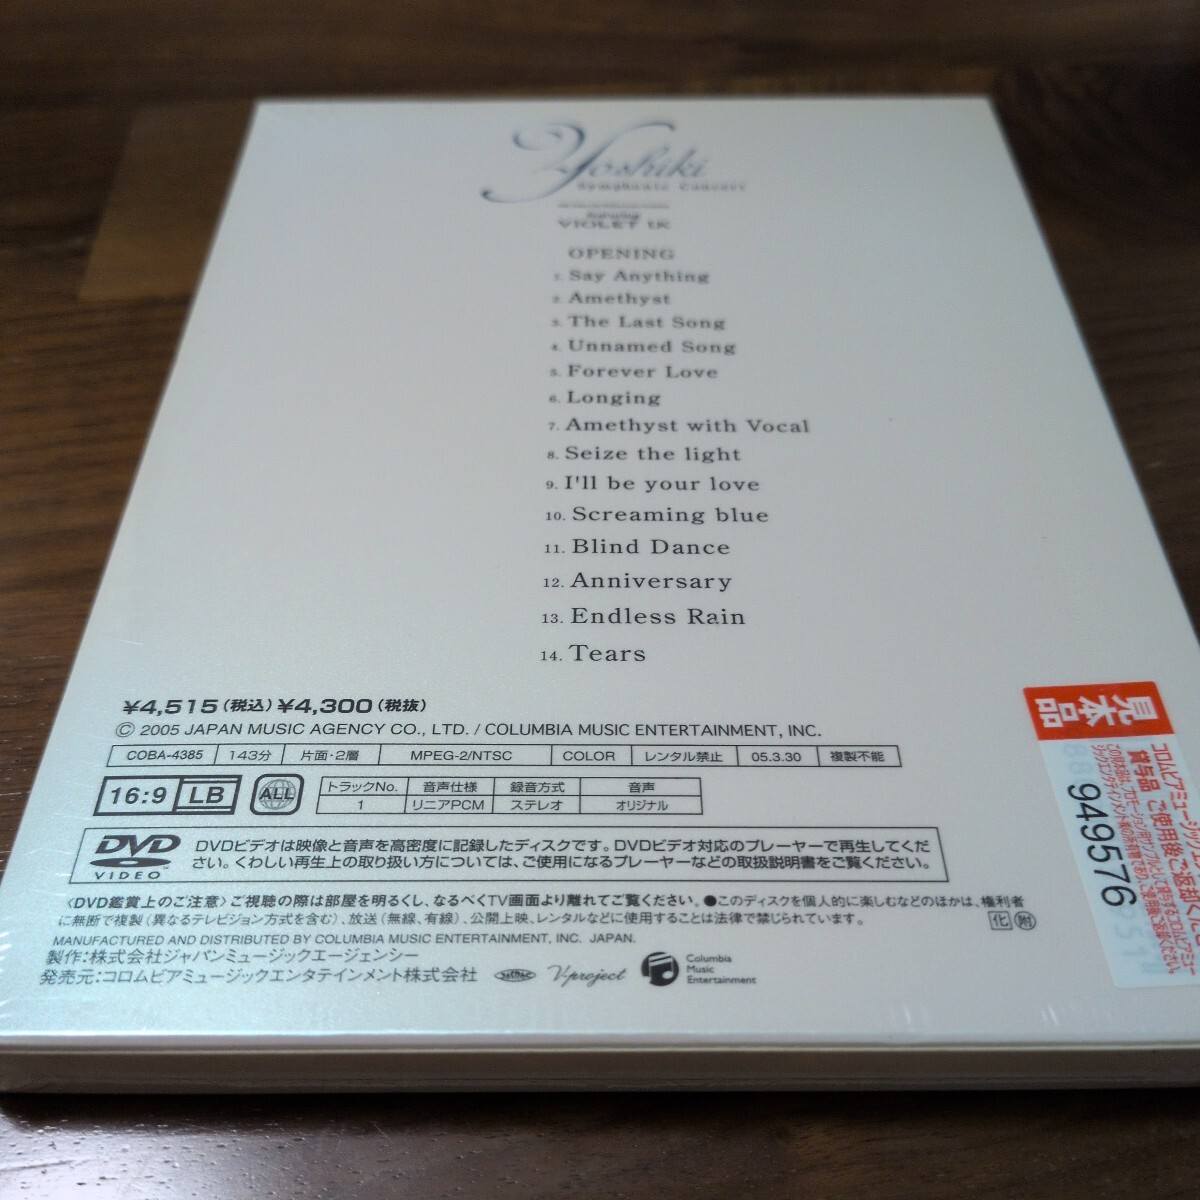 Yoshiki
Symphonic Concert
featuring
VIOLET UK
OPENING
1. Say Anything
2. Amethyst
3. The Last Song
4. Unnamed Song
5. Forever Love
6. Longing
7. Amethyst with Vocal
8. Seize the light
9. I'll be your love
10. Screaming blue
11. Blind Dance
12. Anniversary
13. Endless Rain
14. Tears
¥4,515(税込)¥4,300(税抜)
Ⓒ 2005 JAPAN MUSIC AGENCY CO., LTD. / COLUMBIA MUSIC ENTERTAINMENT, INC.
COBA-4385 143分 片面・2層 MPEG-2/NTSC COLOR レンタル禁止 05.3.30 複製不能
16:9 LB ALL
トラックNo. 音声仕様 録音方式 音声
1 リニアPCM ステレオ オリジナル
DVD VIDEO
DVDビデオは映像と音声を高密度に記録したディスクです。DVDビデオ対応のプレーヤーで再生してくだ
さい。くわしい再生上の取り扱い方については、ご使用になるプレーヤーなどの取扱説明書をご覧ください。
〈DVD鑑賞上のご注意〉ご視聴の際は部屋を明るくし、なるべくTV画面より離れてご覧ください。●このディスクを個人的に楽しむなどのほかは、権利者
に無断で複製(異なるテレビジョン方式を含む)、放送(無線、有線)、公開上映、レンタルなどに使用することは法律で禁じられています。
化 附
MANUFACTURED AND DISTRIBUTED BY COLUMBIA MUSIC ENTERTAINMENT, INC. JAPAN.
製作:株式会社ジャパンミュージックエージェンシー
発売元:コロムビアミュージックエンタテインメント株式会社
V-project
Columbia
Music
Entertainment
見本品
949576